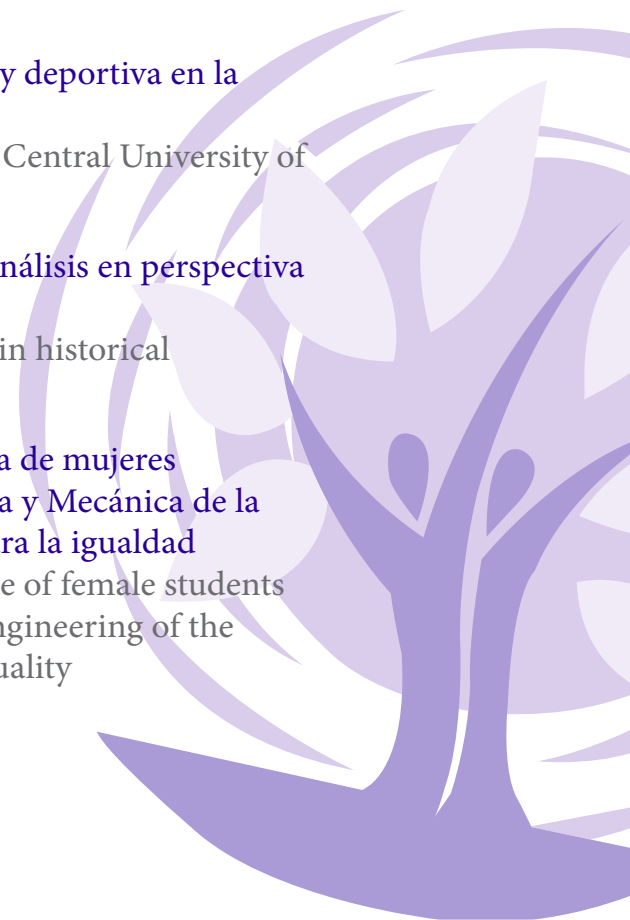 y deportiva en la
Central University of
nálisis en perspectiva
in historical
a de mujeres
a y Mecánica de la
ra la igualdad
e of female students
ngineering of the
uality